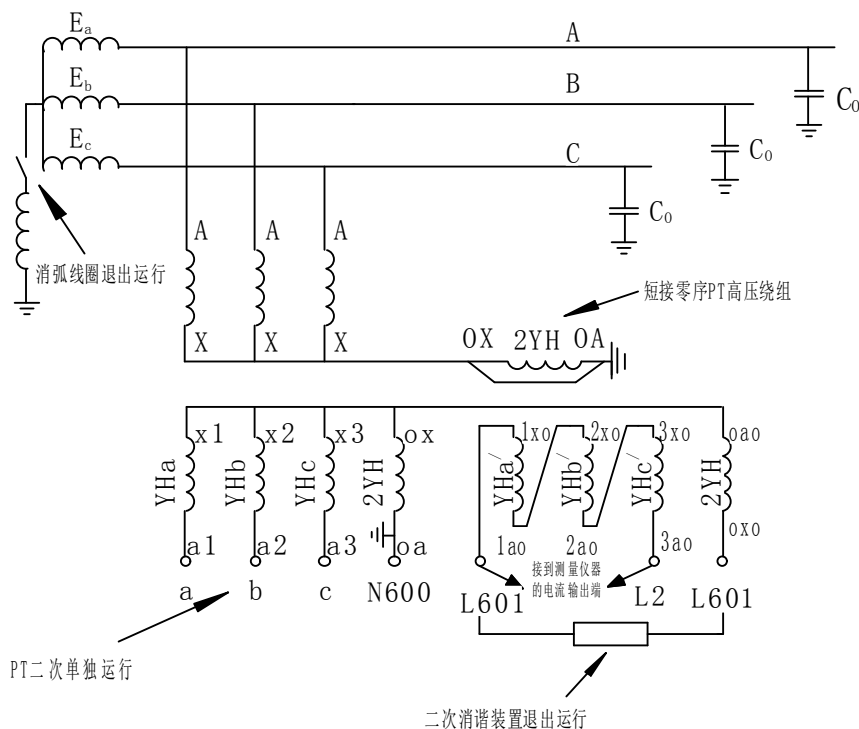 Ea
A
Eb
B
C0
Ec
C
C0
C0
消弧线圈退出运行
A
A
A
短接零序PT高压绕组
X
X
X
OX
2YH
OA
x1
x2
x3
ox
1xo
2xo
3xo
oao
YHa
YHb
YHc
2YH
YHa′
YHb′
YHc′
2YH
a1
a2
a3
oa
1ao
2ao
3ao
oxo
a
b
c
N600
接到测量仪器
的电流输出端
L601
L2
L601
PT二次单独运行
二次消谐装置退出运行